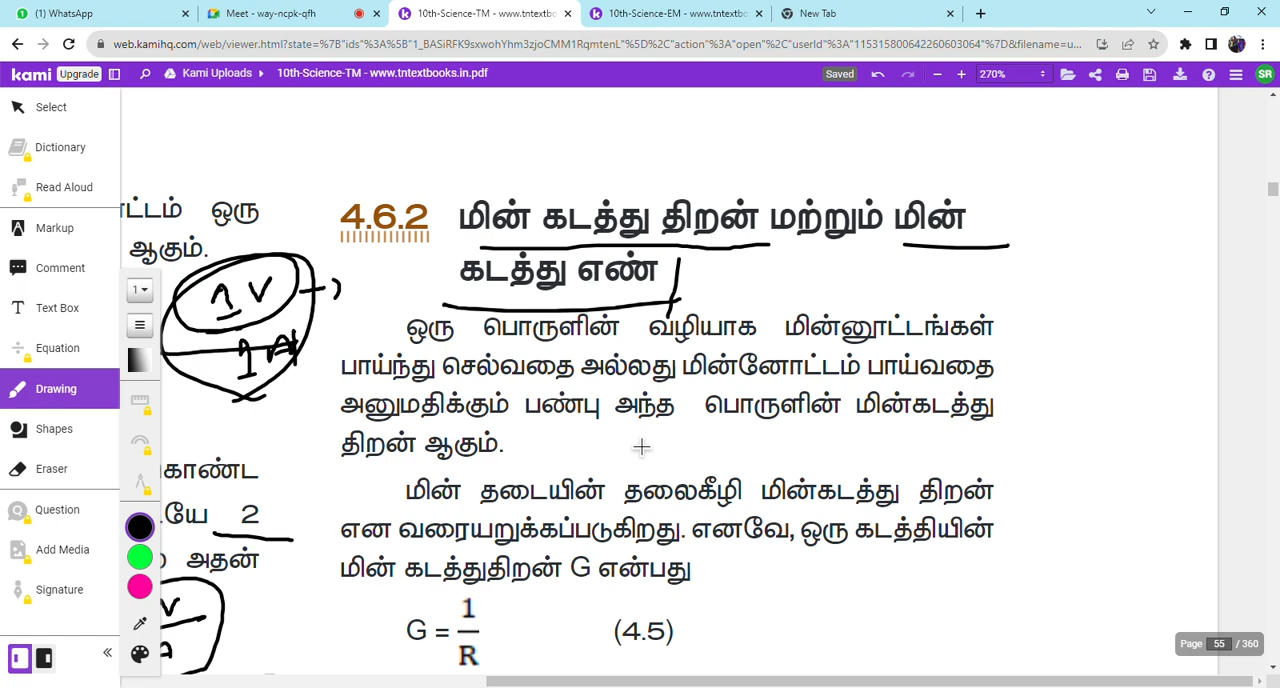 (1) WhatsApp
Meet - way-ncpk-qfh
10th-Science-TM - www.tntextbo
10th-Science-EM - www.tntextbo
New Tab
web.kamihq.com/web/viewer.html?state=%7B"ids"%3A%5B"1_BASiRFK9sxwohYhm3zjoCMM1RqmtenL"%5D%2C"action"%3A"open"%2C"userId"%3A"115315800642260603064"%7D&filename=u...
kami Upgrade
Kami Uploads
10th-Science-TM - www.tntextbooks.in.pdf
Saved
270%
SR
Select
Dictionary
Read Aloud
Markup
Comment
Text Box
Equation
Drawing
Shapes
Eraser
Question
Add Media
Signature
1
ாட்டம் ஒரு
ஆகும்.
1 V
1 A
காண்ட
யே 2
அதன்
V
A
4.6.2 மின் கடத்து திறன் மற்றும் மின்
கடத்து எண்
ஒரு பொருளின் வழியாக மின்னூட்டங்கள்
பாய்ந்து செல்வதை அல்லது மின்னோட்டம் பாய்வதை
அனுமதிக்கும் பண்பு அந்த பொருளின் மின்கடத்து
திறன் ஆகும்.
மின் தடையின் தலைகீழி மின்கடத்து திறன்
என வரையறுக்கப்படுகிறது. எனவே, ஒரு கடத்தியின்
மின் கடத்துதிறன் G என்பது
G = 1/R (4.5)
Page 55 / 360